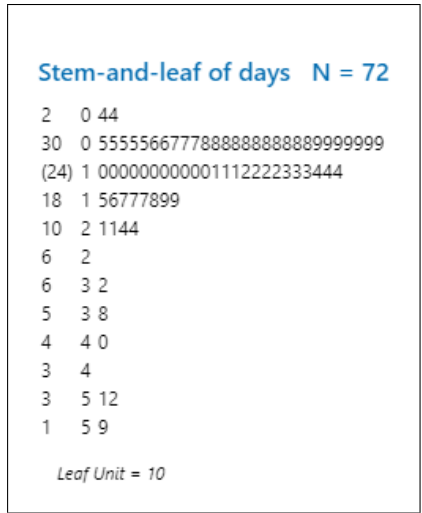 Stem-and-leaf of days N = 72
2 0 44
30 0 5555566777888888888889999999
(24) 1 000000000001112222333444
18 1 56777899
10 2 1144
6 2
6 3 2
5 3 8
4 4 0
3 4
3 5 12
1 5 9
Leaf Unit = 10